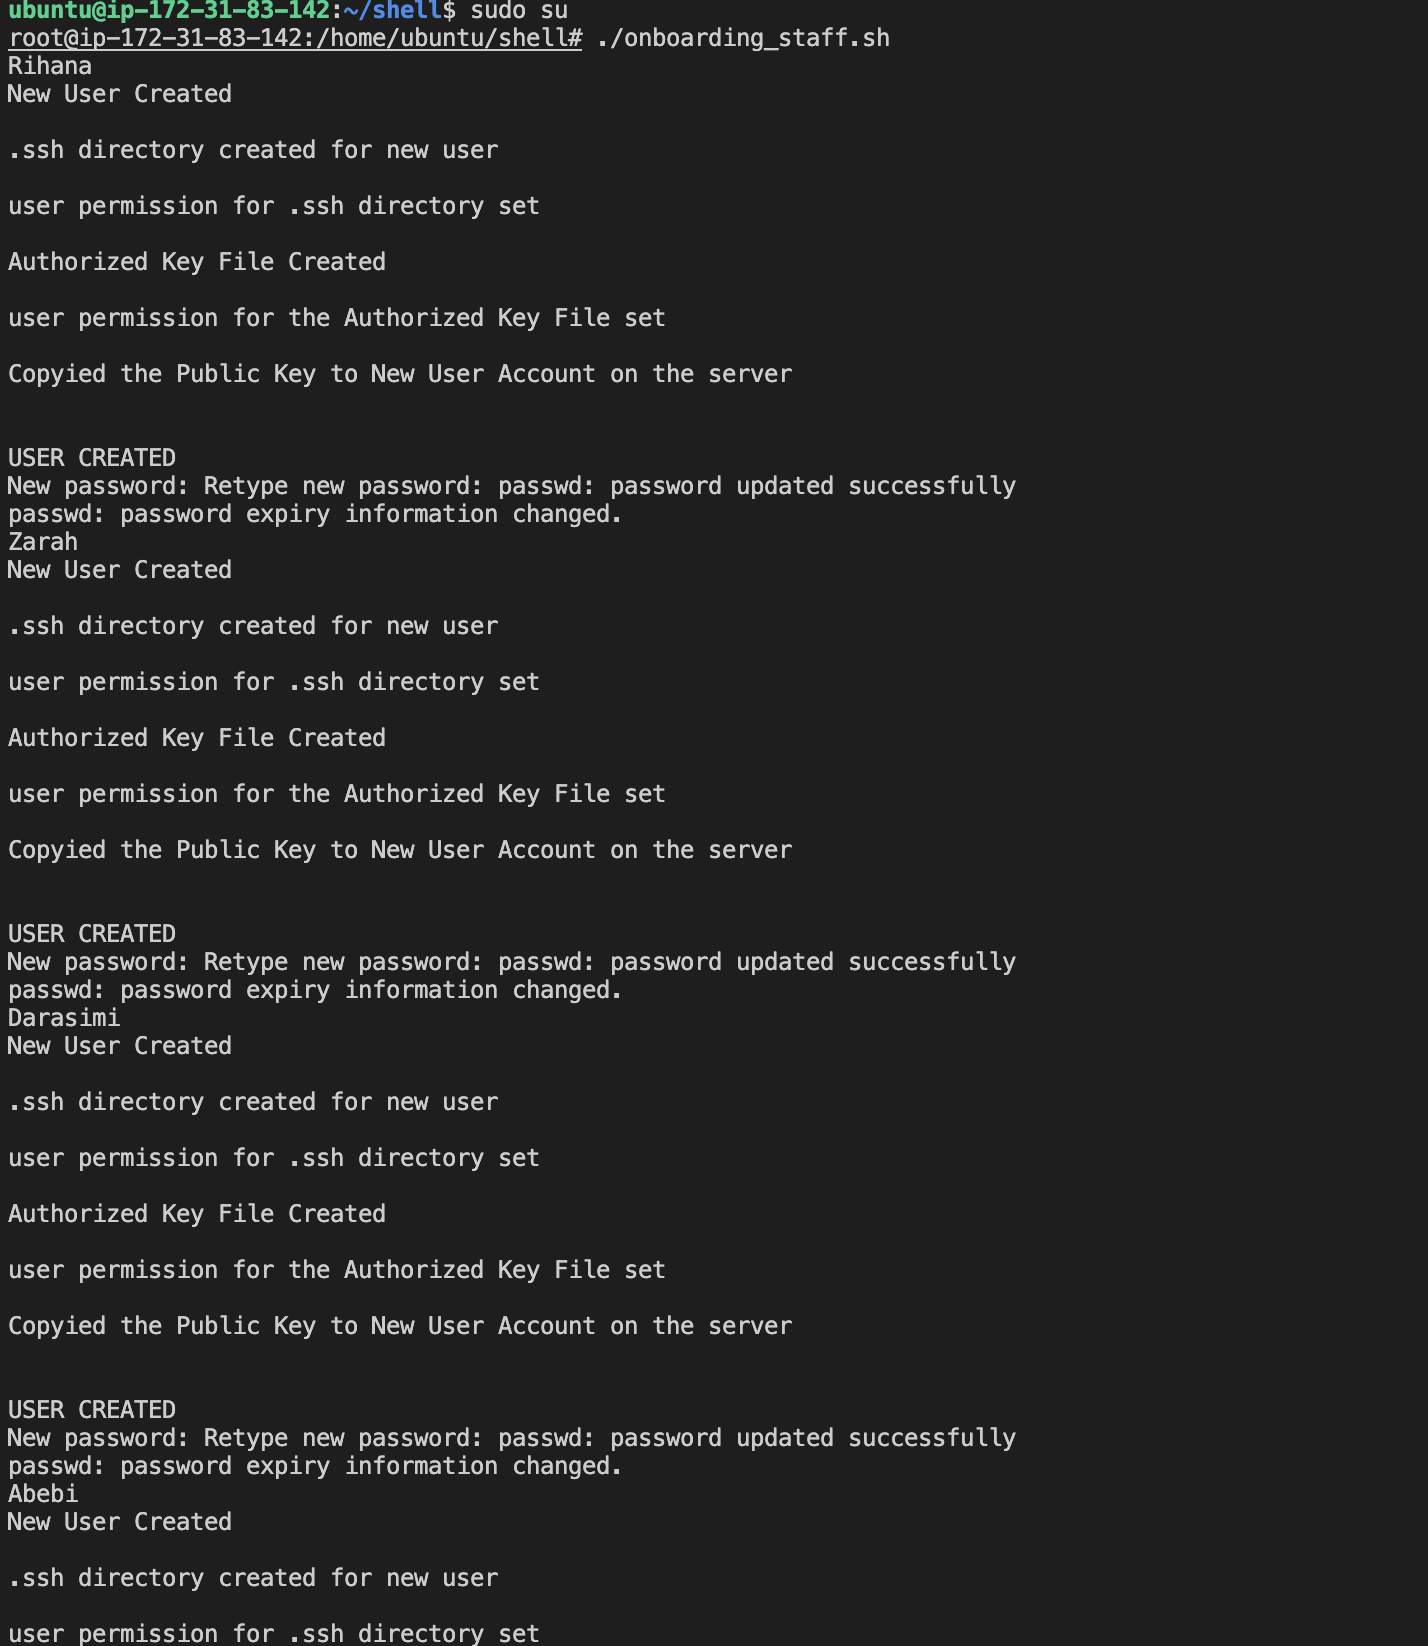 ubuntu@ip-172-31-83-142:~/shell$ sudo su
root@ip-172-31-83-142:/home/ubuntu/shell# ./onboarding_staff.sh
Rihana
New User Created
.ssh directory created for new user
user permission for .ssh directory set
Authorized Key File Created
user permission for the Authorized Key File set
Copyied the Public Key to New User Account on the server
USER CREATED
New password: Retype new password: passwd: password updated successfully
passwd: password expiry information changed.
Zarah
New User Created
.ssh directory created for new user
user permission for .ssh directory set
Authorized Key File Created
user permission for the Authorized Key File set
Copyied the Public Key to New User Account on the server
USER CREATED
New password: Retype new password: passwd: password updated successfully
passwd: password expiry information changed.
Darasimi
New User Created
.ssh directory created for new user
user permission for .ssh directory set
Authorized Key File Created
user permission for the Authorized Key File set
Copyied the Public Key to New User Account on the server
USER CREATED
New password: Retype new password: passwd: password updated successfully
passwd: password expiry information changed.
Abebi
New User Created
.ssh directory created for new user
user permission for .ssh directory set